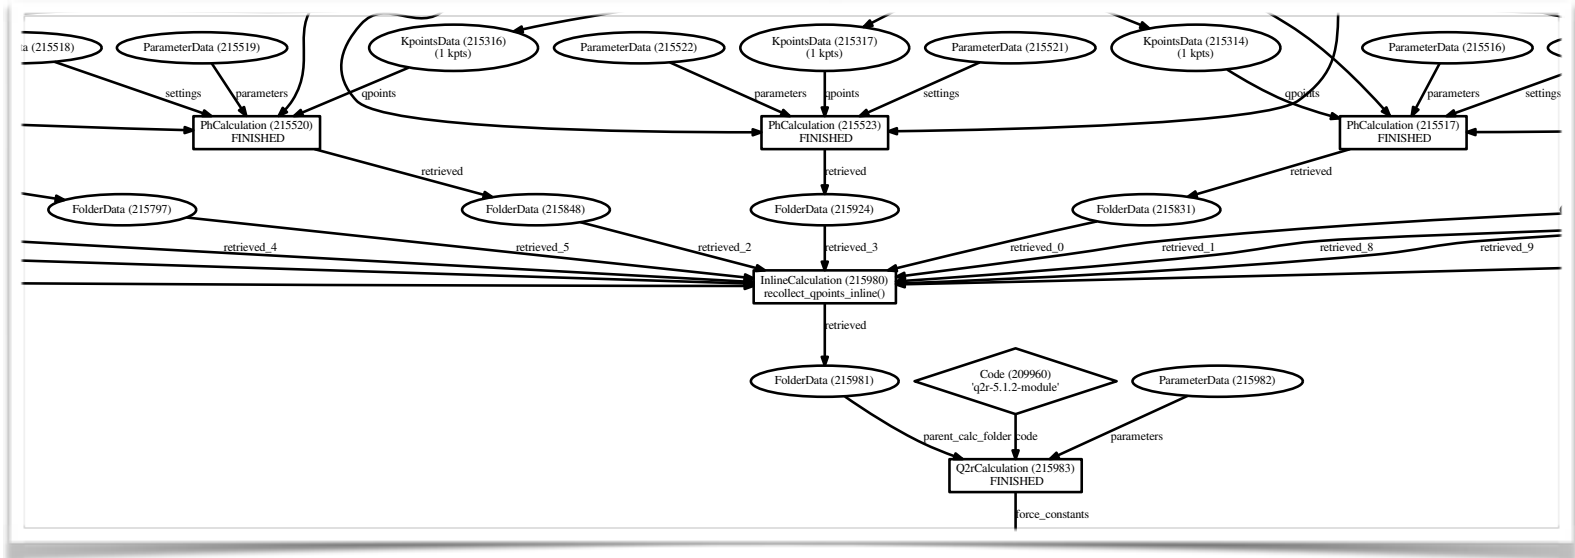 ta (215518)
ParameterData (215519)
KpointsData (215316)
(1 kpts)
ParameterData (215522)
KpointsData (215317)
(1 kpts)
ParameterData (215521)
KpointsData (215314)
(1 kpts)
ParameterData (215516)
settings
parameters
qpoints
parameters
qpoints
settings
qpoints
parameters
settings
PhCalculation (215520)
FINISHED
PhCalculation (215523)
FINISHED
PhCalculation (215517)
FINISHED
retrieved
retrieved
retrieved
FolderData (215797)
FolderData (215848)
FolderData (215924)
FolderData (215831)
retrieved_4
retrieved_5
retrieved_2
retrieved_3
retrieved_0
retrieved_1
retrieved_8
retrieved_9
InlineCalculation (215980)
recollect_qpoints_inline()
retrieved
FolderData (215981)
Code (209960)
'q2r-5.1.2-module'
ParameterData (215982)
parent_calc_folder
code
parameters
Q2rCalculation (215983)
FINISHED
force_constants